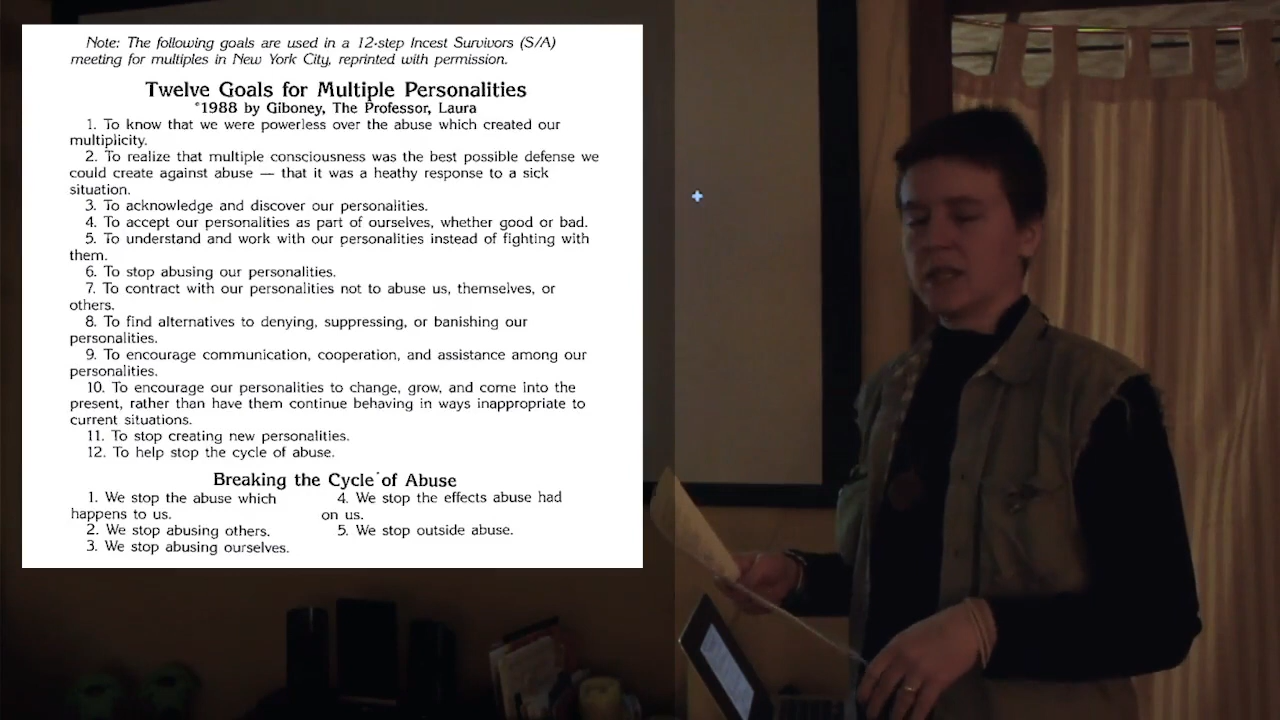 Note: The following goals are used in a 12-step Incest Survivors (S/A)
meeting for multiples in New York City, reprinted with permission.
Twelve Goals for Multiple Personalities
©1988 by Giboney, The Professor, Laura
1. To know that we were powerless over the abuse which created our
multiplicity.
2. To realize that multiple consciousness was the best possible defense we
could create against abuse — that it was a heathy response to a sick
situation.
3. To acknowledge and discover our personalities.
4. To accept our personalities as part of ourselves, whether good or bad.
5. To understand and work with our personalities instead of fighting with
them.
6. To stop abusing our personalities.
7. To contract with our personalities not to abuse us, themselves, or
others.
8. To find alternatives to denying, suppressing, or banishing our
personalities.
9. To encourage communication, cooperation, and assistance among our
personalities.
10. To encourage our personalities to change, grow, and come into the
present, rather than have them continue behaving in ways inappropriate to
current situations.
11. To stop creating new personalities.
12. To help stop the cycle of abuse.
Breaking the Cycle of Abuse
1. We stop the abuse which
happens to us.
2. We stop abusing others.
3. We stop abusing ourselves.
4. We stop the effects abuse had
on us.
5. We stop outside abuse.